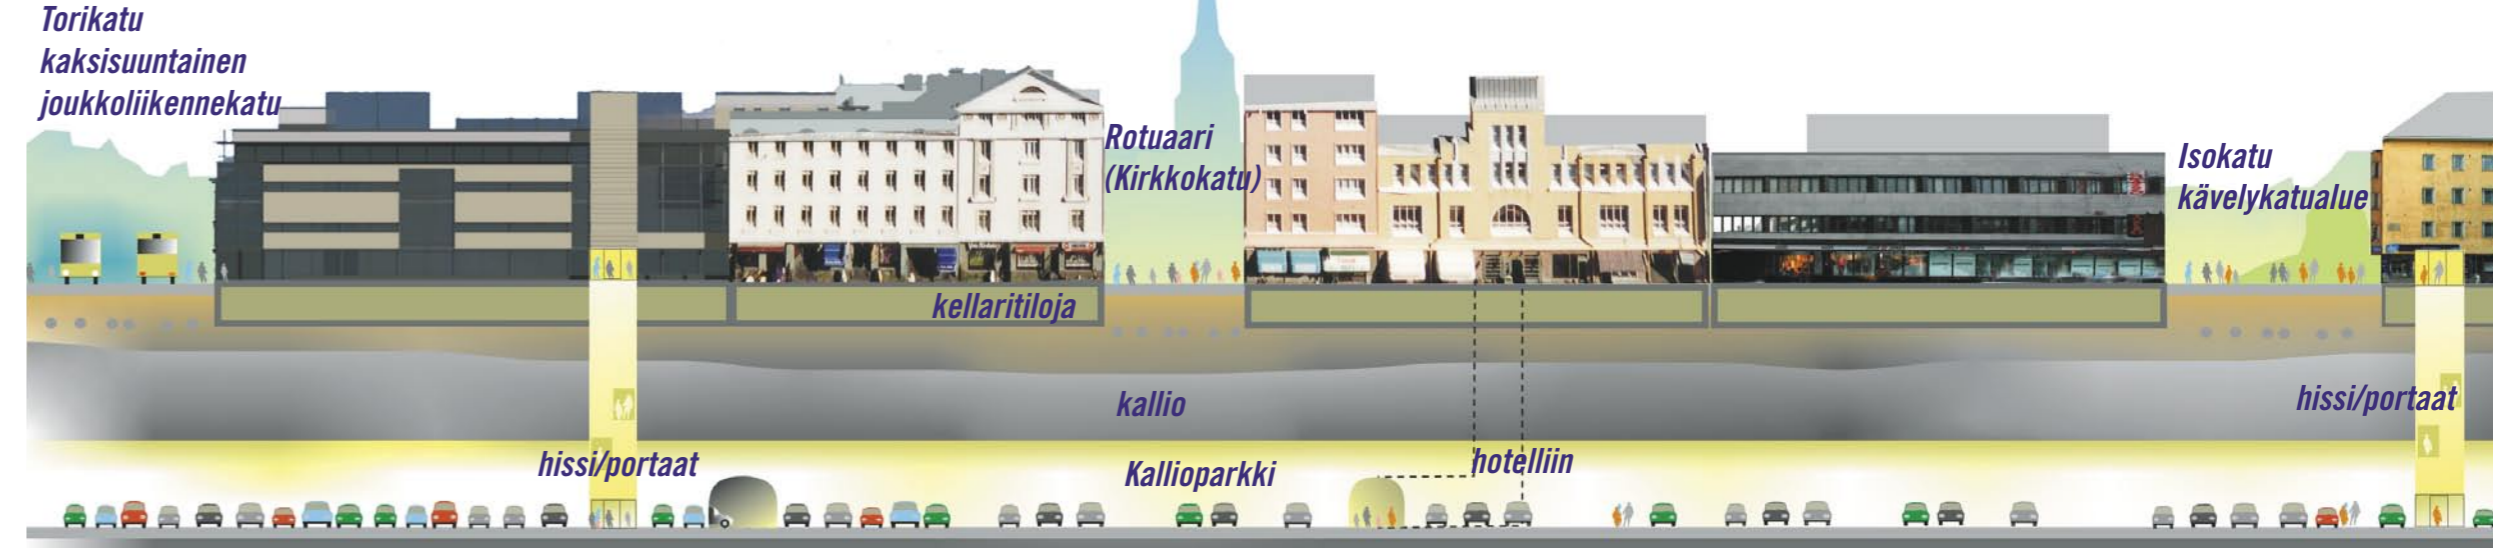 Torikatu
kaksisuuntainen
joukkoliikennekatu
Rotuaari
(Kirkkokatu)
Isokatu
kävelykatualue
kellaritiloja
kallio
hissi/portaat
hissi/portaat
Kallioparkki
hotelliin